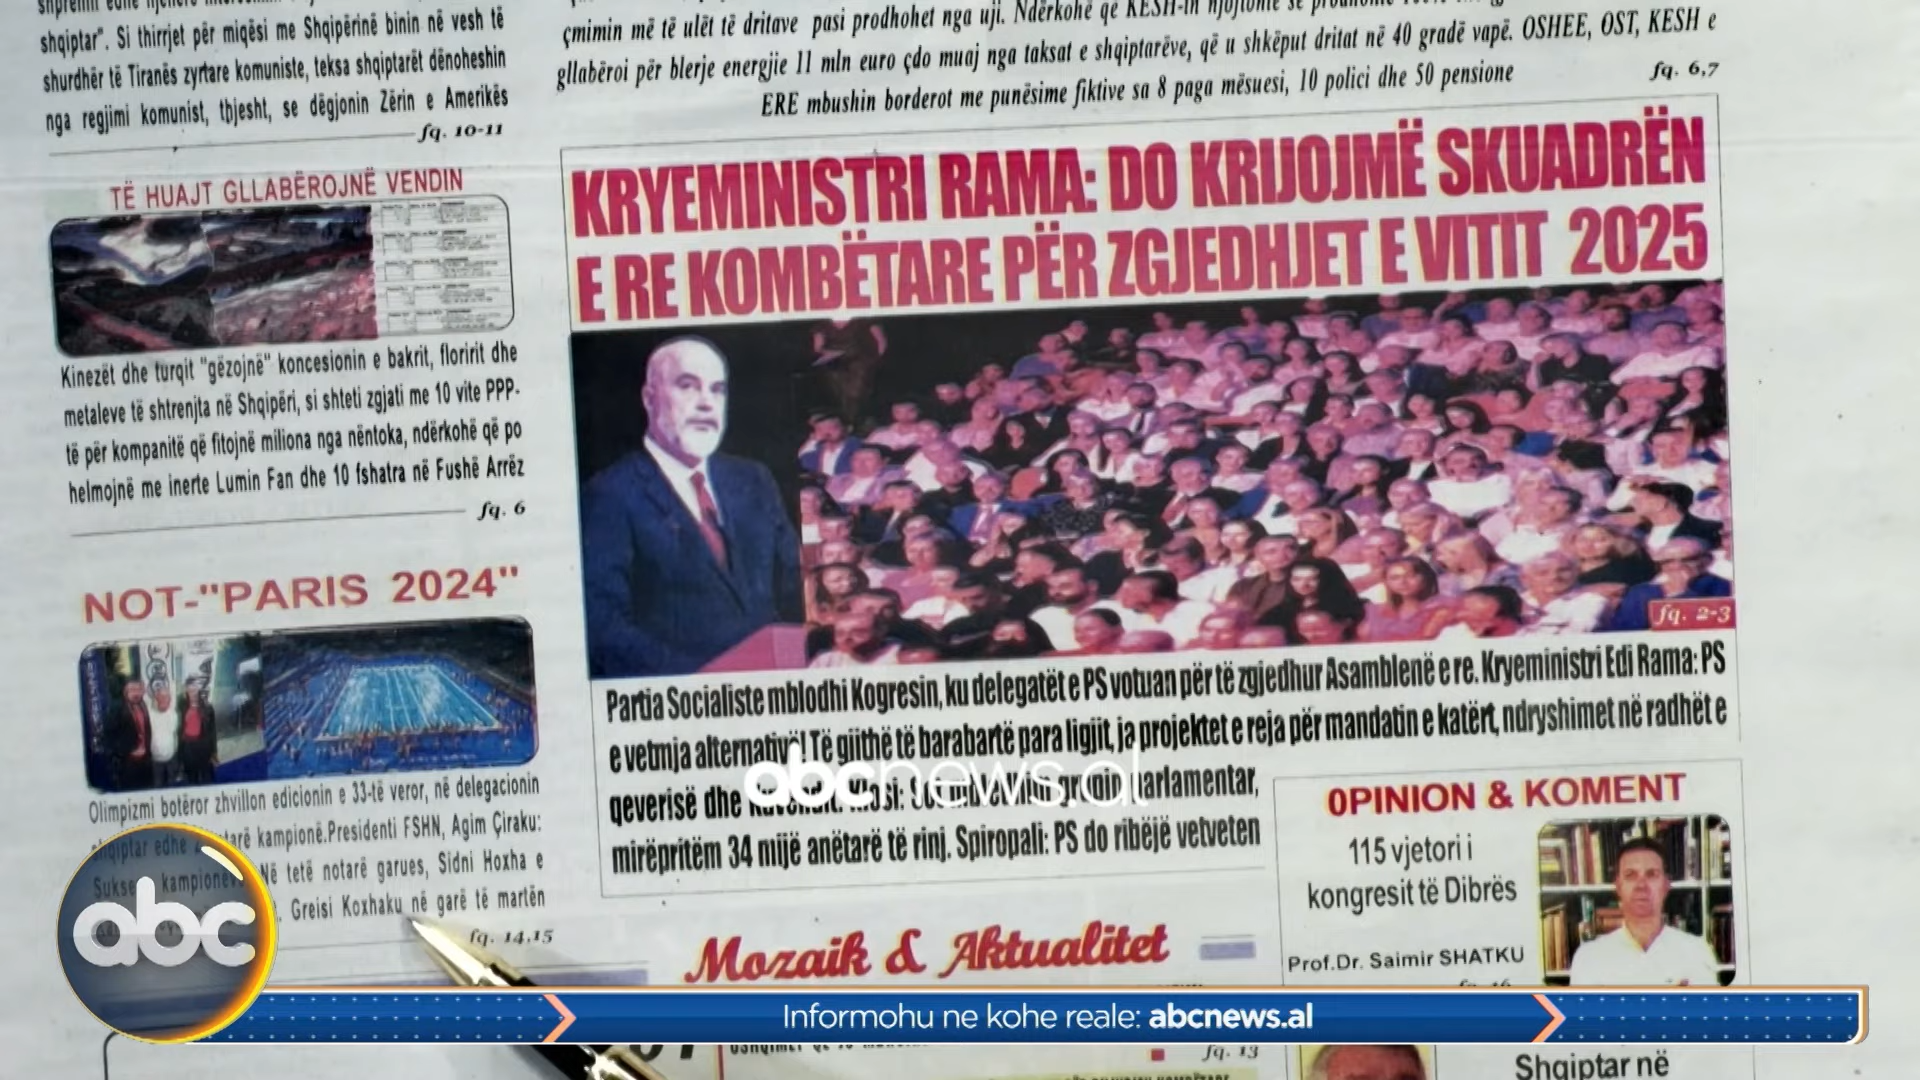 shqiptar". Si thirrjet për miqësi me Shqipërinë binin në vesh të
shurdhër të Tiranës zyrtare komuniste, teksa shqiptarët dënoheshin
nga regjimi komunist, thjesht, se dëgjonin Zërin e Amerikës
fq. 10-11
çmimin më të ulët të dritave pasi prodhohet nga uji. Ndërkohë që KESH-in
gllabëroi për blerje energjie 11 mln euro çdo muaj nga taksat e shqiptarëve, që u shkëput dritat në 40 gradë vapë. OSHEE, OST, KESH e
ERE mbushin borderot me punësime fiktive sa 8 paga mësuesi, 10 polici dhe 50 pensione
fq. 6,7
TË HUAJT GLLABËROJNË VENDIN
Kinezët dhe turqit "gëzojnë" koncesionin e bakrit, floririt dhe
metaleve të shtrenjta në Shqipëri, si shteti zgjati me 10 vite PPP-
të për kompanitë që fitojnë miliona nga nëntoka, ndërkohë që po
helmojnë me inerte Lumin Fan dhe 10 fshatra në Fushë Arrëz
fq. 6
NOT-"PARIS 2024"
Olimpizmi botëror zhvillon edicionin e 33-të veror, në delegacionin
shqiptar edhe kampionë.Presidenti FSHN, Agim Çiraku:
Në tetë notarë garues, Sidni Hoxha e
Greisi Koxhaku në garë të martën
fq. 14,15
KRYEMINISTRI RAMA: DO KRIJOJMË SKUADRËN
E RE KOMBËTARE PËR ZGJEDHJET E VITIT 2025
fq. 2-3
Partia Socialiste mblodhi Kogresin, ku delegatët e PS votuan për të zgjedhur Asamblenë e re. Kryeministri Edi Rama: PS
e vetmja alternativë! Të gjithë të barabartë para ligjit, ja projektet e reja për mandatin e katërt, ndryshimet në radhët e
qeverisë dhe parlamentar,
mirëpritëm 34 mijë anëtarë të rinj. Spiropali: PS do ribëjë vetveten
abcnews.al
OPINION & KOMENT
115 vjetori i
kongresit të Dibrës
Prof.Dr. Saimir SHATKU
Mozaik & Aktualitet
abc
Informohu ne kohe reale: abcnews.al
fq. 13
Shqiptar në